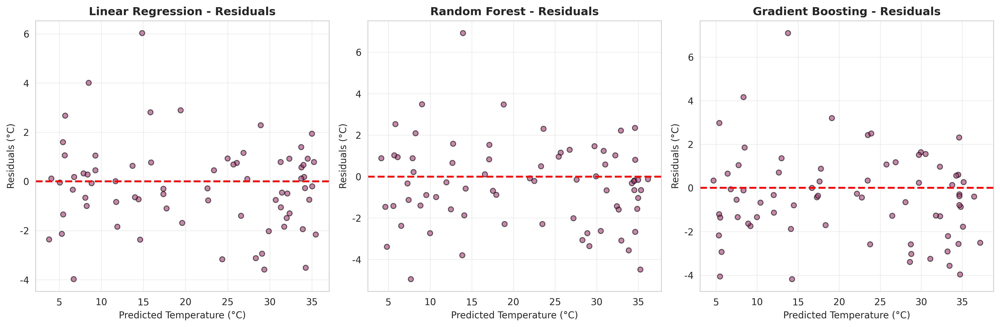 Linear Regression - Residuals
Residuals (°C)
6
4
2
0
-2
-4
5 10 15 20 25 30 35
Predicted Temperature (°C)
Random Forest - Residuals
Residuals (°C)
6
4
2
0
-2
-4
5 10 15 20 25 30 35
Predicted Temperature (°C)
Gradient Boosting - Residuals
Residuals (°C)
6
4
2
0
-2
-4
5 10 15 20 25 30 35
Predicted Temperature (°C)